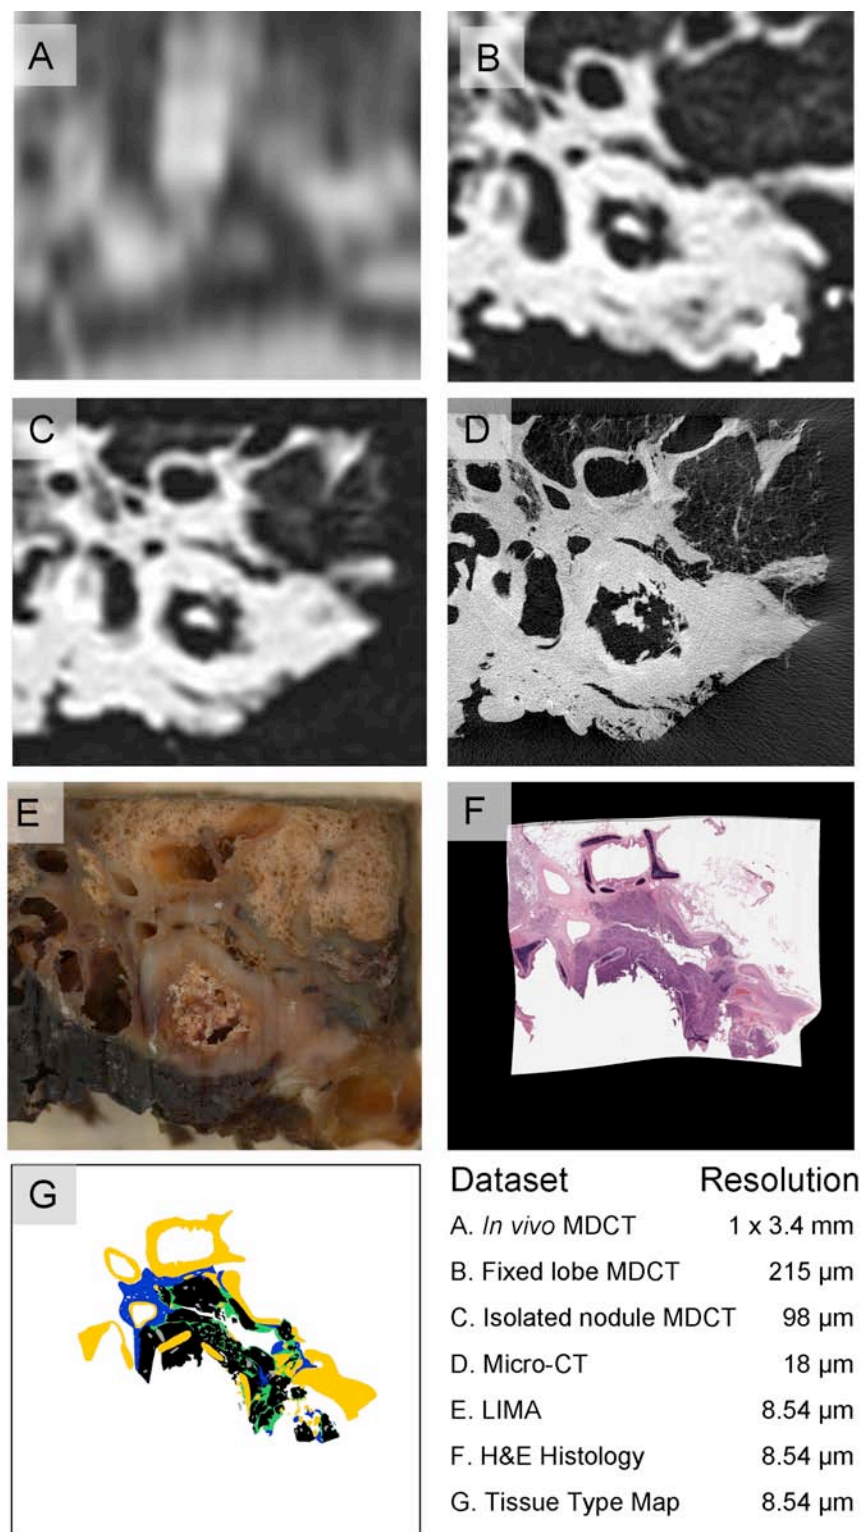 A
B
C
D
E
F
G
Dataset Resolution
A. In vivo MDCT 1 x 3.4 mm
B. Fixed lobe MDCT 215 µm
C. Isolated nodule MDCT 98 µm
D. Micro-CT 18 µm
E. LIMA 8.54 µm
F. H&E Histology 8.54 µm
G. Tissue Type Map 8.54 µm